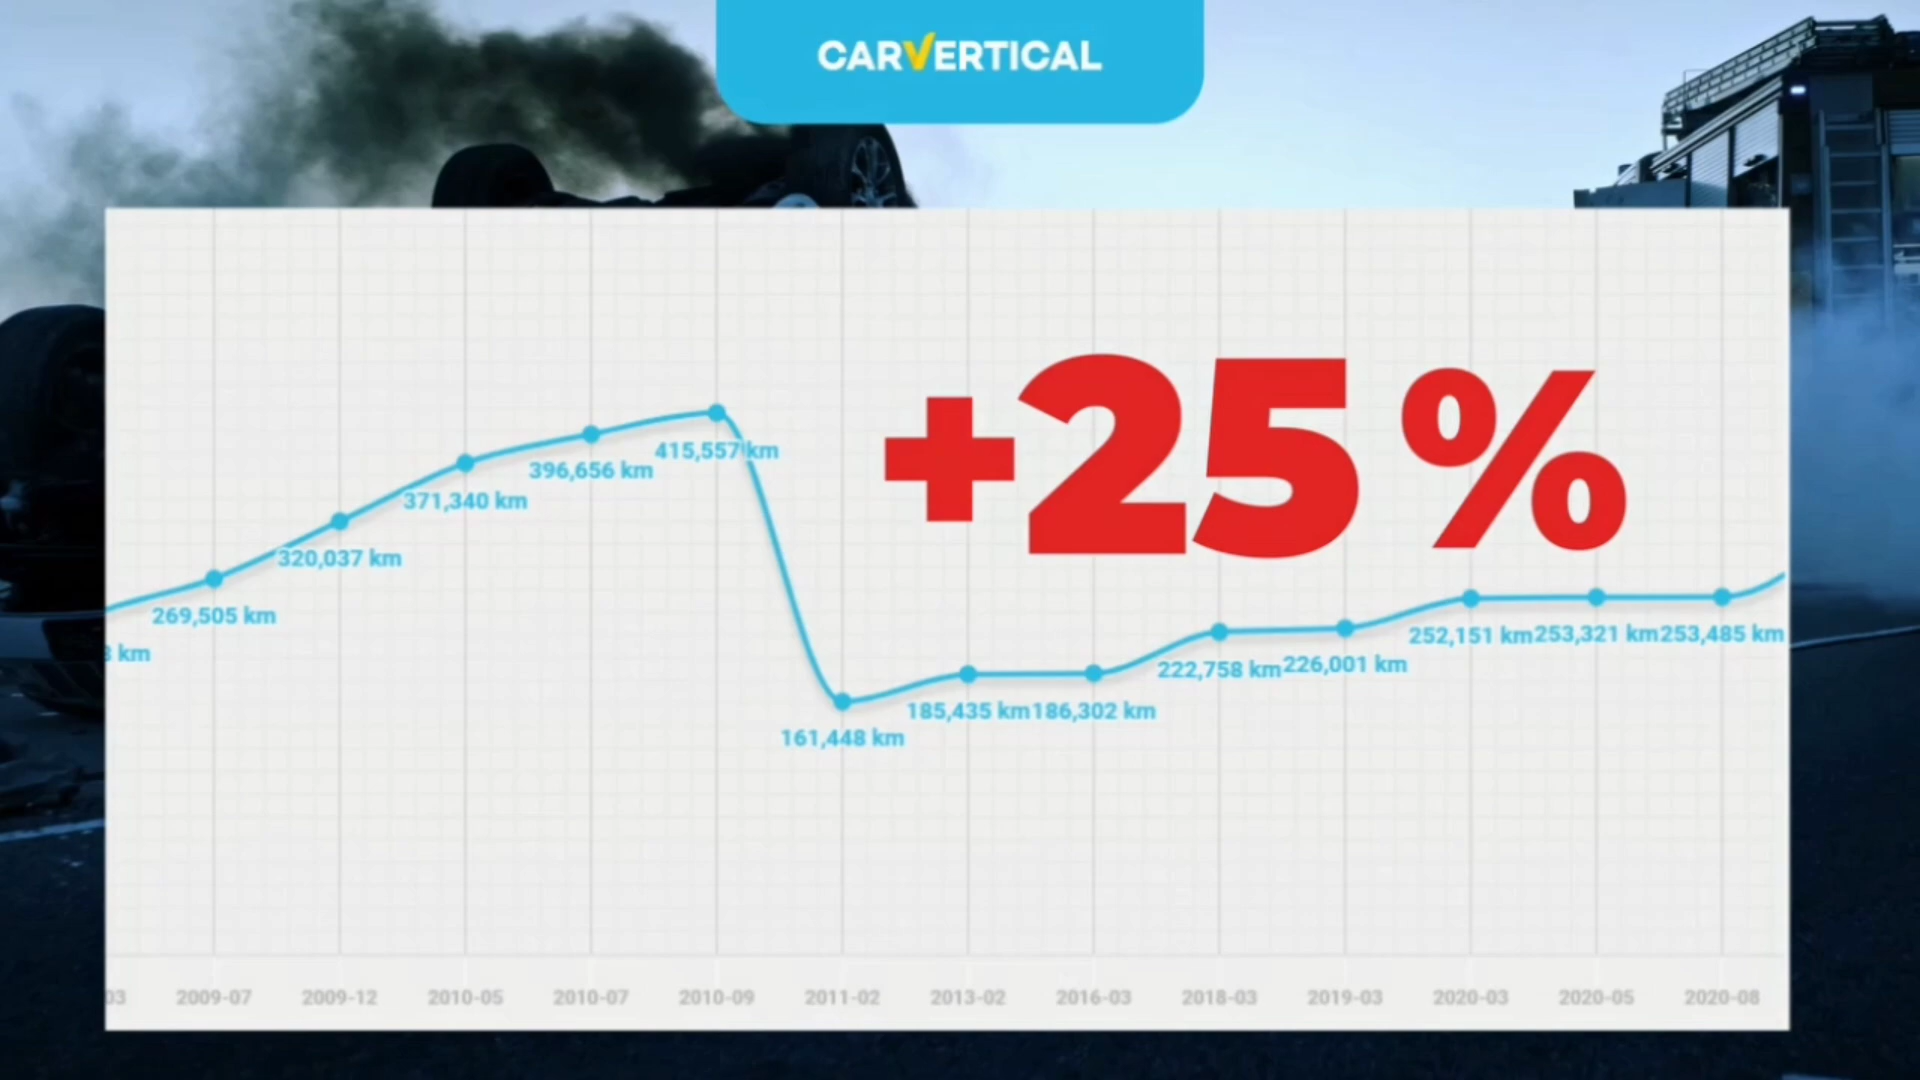 CARVERTICAL
+25%
415,557 km
396,656 km
371,340 km
320,037 km
269,505 km
km
252,151 km 253,321 km 253,485 km
222,758 km 226,001 km
185,435 km 186,302 km
161,448 km
03 2009-07 2009-12 2010-05 2010-07 2010-09 2011-02 2013-02 2016-03 2018-03 2019-03 2020-03 2020-05 2020-08